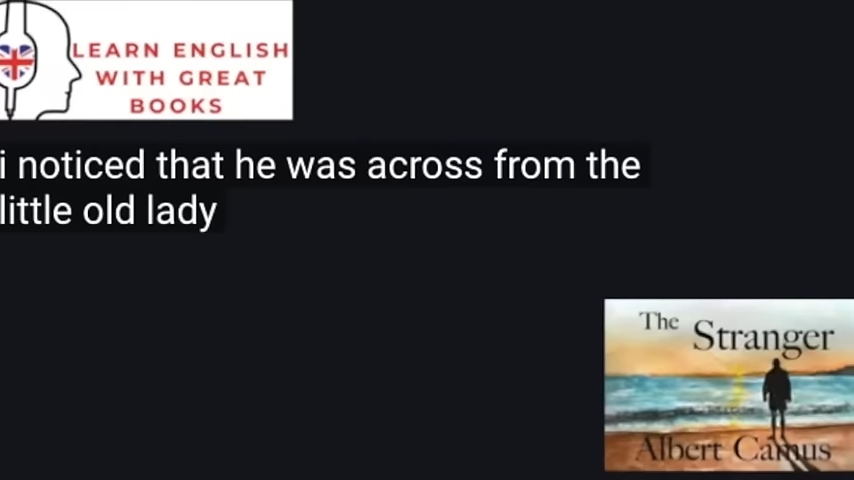 LEARN ENGLISH
WITH GREAT
BOOKS
i noticed that he was across from the
little old lady
The Stranger
Albert Camus